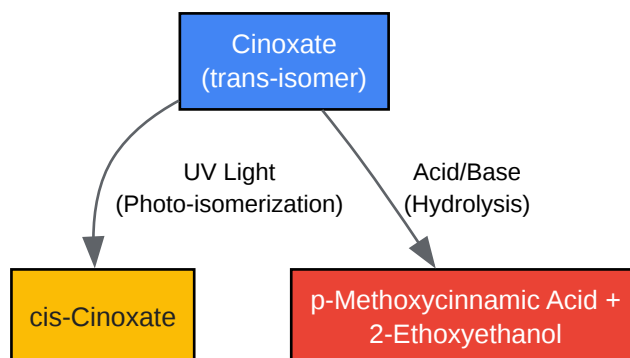 Cinoxate
(trans-isomer)
UV Light
(Photo-isomerization)
Acid/Base
(Hydrolysis)
cis-Cinoxate
p-Methoxycinnamic Acid +
2-Ethoxyethanol